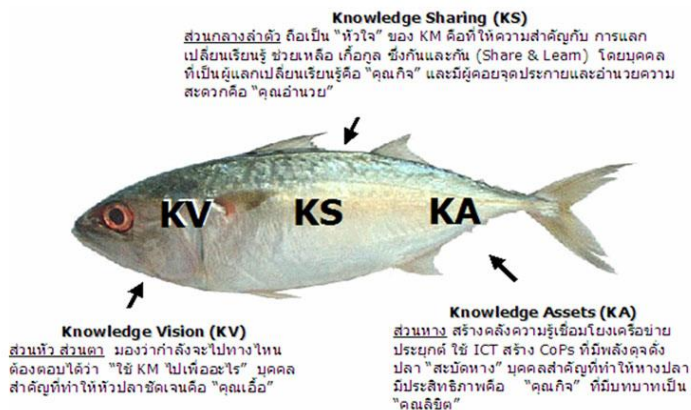 Knowledge Sharing (KS)
ส่วนกลางลำตัว ถือเป็น “หัวใจ” ของ KM คือที่ให้ความสำคัญกับ การแลก
เปลี่ยนเรียนรู้ ช่วยเหลือ เกื้อกูล ซึ่งกันและกัน (Share & Learn) โดยบุคคล
ที่เป็นผู้แลกเปลี่ยนเรียนรู้คือ “คุณกิจ” และมีผู้คอยจุดประกายและอำนวยความ
สะดวกคือ “คุณอำนวย”
KV KS KA
Knowledge Vision (KV)
ส่วนหัว ส่วนตา มองว่ากำลังจะไปทางไหน
ต้องตอบได้ว่า “ใช้ KM ไปเพื่ออะไร” บุคคล
สำคัญที่ทำให้หัวปลาชัดเจนคือ “คุณเอื้อ”
Knowledge Assets (KA)
ส่วนหาง สร้างคลังความรู้เชื่อมโยงเครือข่าย
ประยุกต์ ใช้ ICT สร้าง CoPs ที่มีพลังดุจดั่ง
ปลา “สะบัดหาง” บุคคลสำคัญที่ทำให้หางปลา
มีประสิทธิภาพคือ “คุณกิจ” ที่มีบทบาทเป็น
“คุณลิขิต”